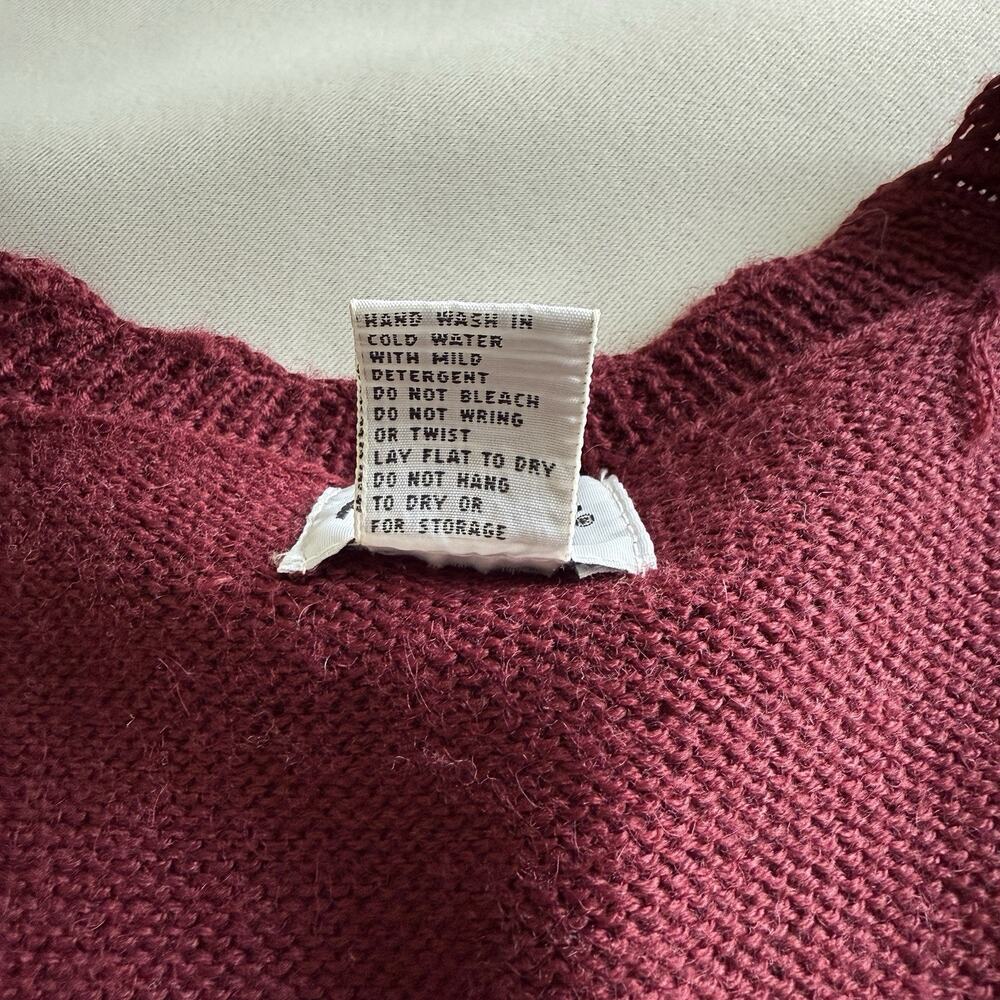 HAND WASH IN
COLD WATER
WITH MILD
DETERGENT
DO NOT BLEACH
DO NOT WRING
OR TWIST
LAY FLAT TO DRY
DO NOT HANG
TO DRY OR
FOR STORAGE
®